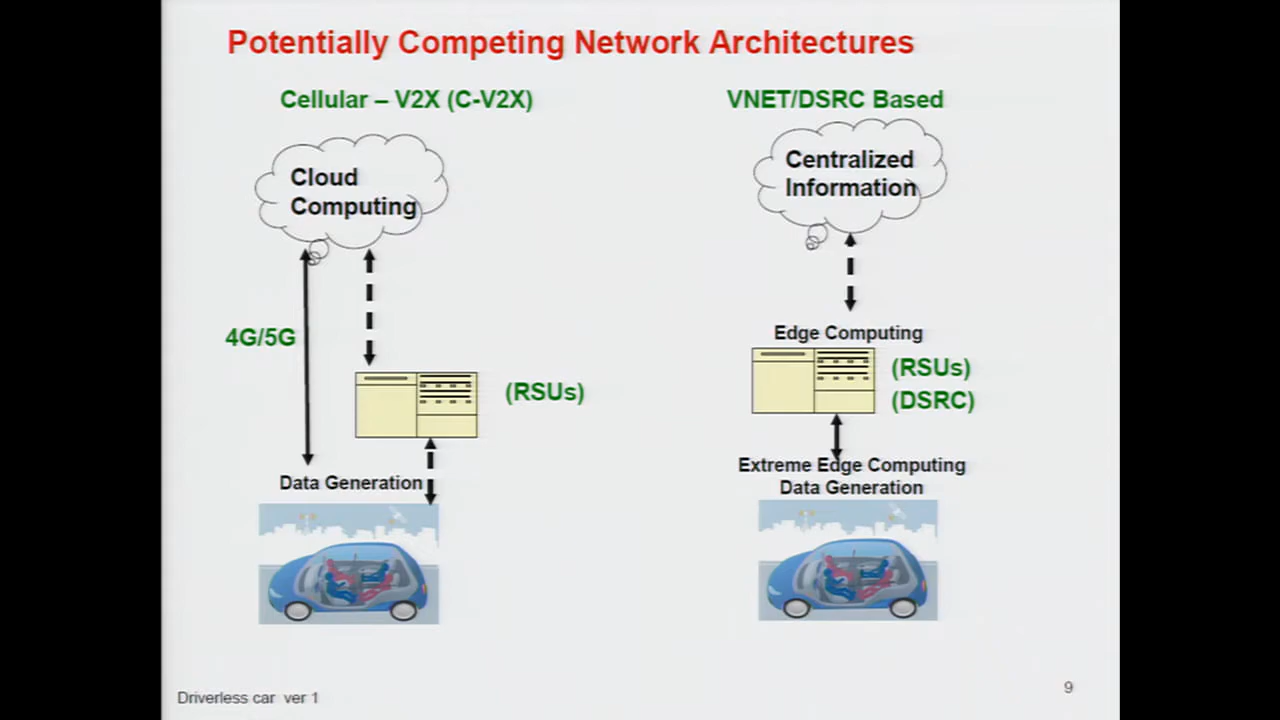 Potentially Competing Network Architectures
Cellular – V2X (C-V2X)
Cloud
Computing
4G/5G
(RSUs)
Data Generation
VNET/DSRC Based
Centralized
Information
Edge Computing
(RSUs)
(DSRC)
Extreme Edge Computing
Data Generation
Driverless car ver 1
9